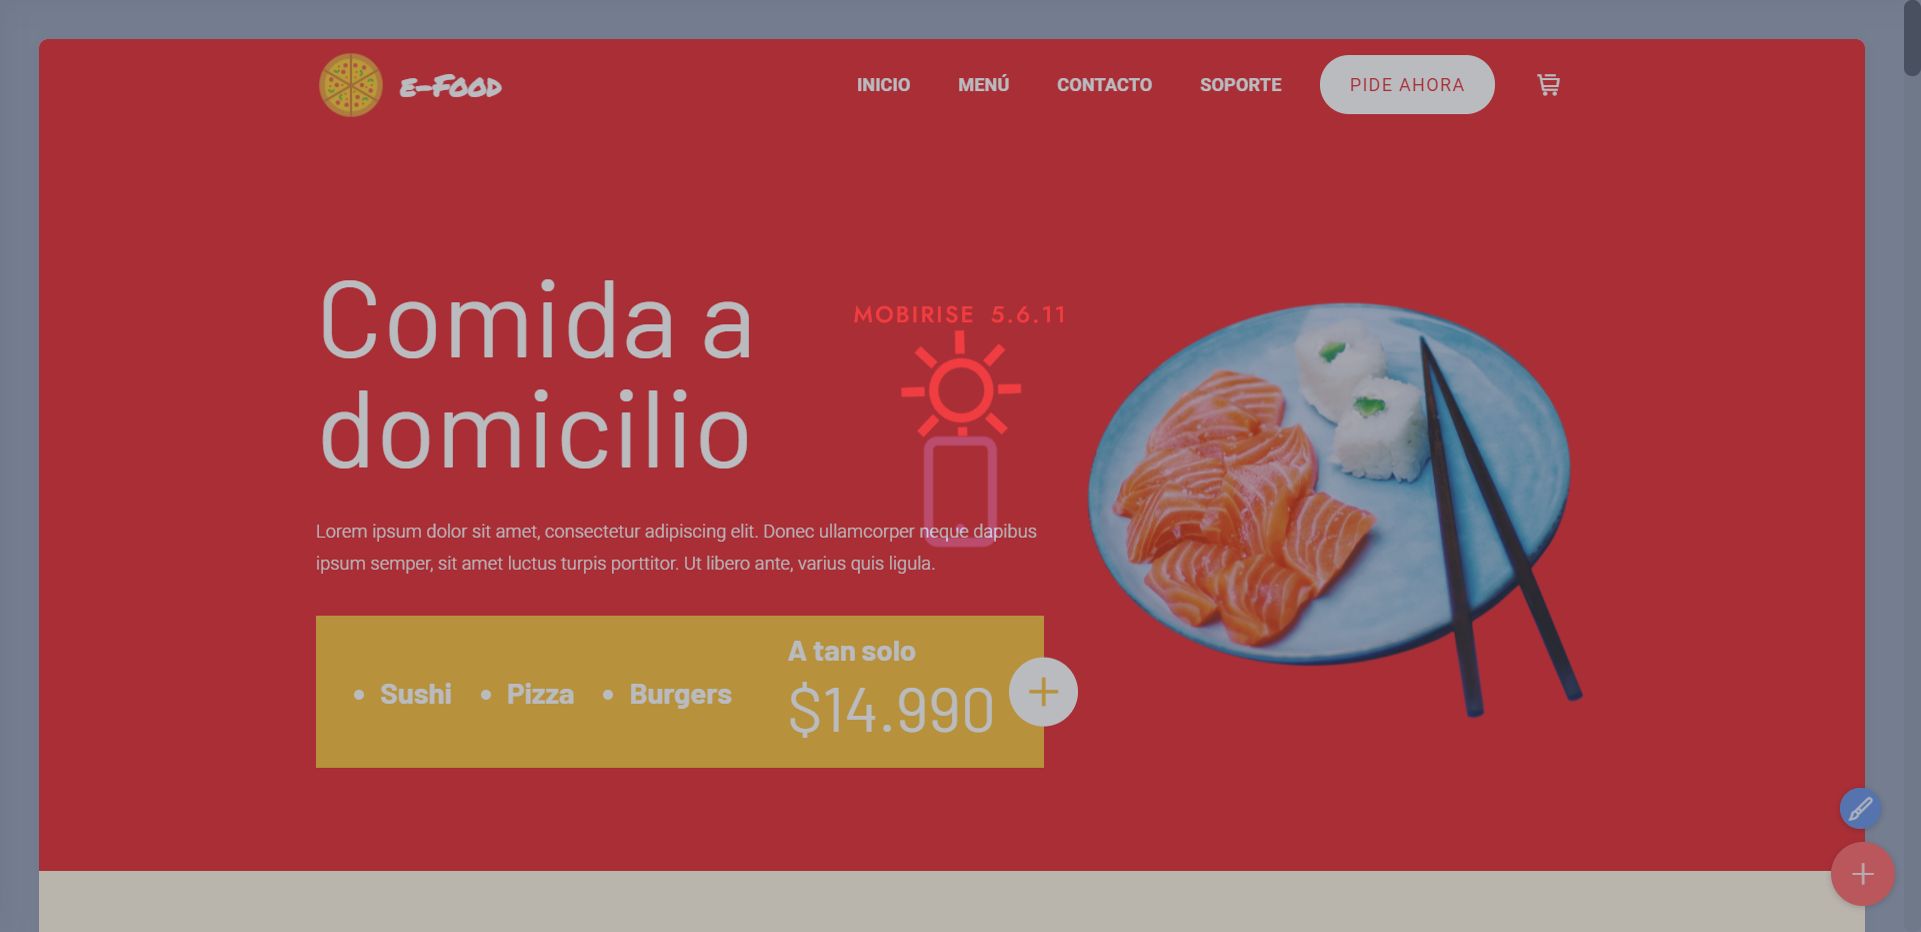 e-Food
INICIO
MENÚ
CONTACTO
SOPORTE
PIDE AHORA
Comida a
domicilio
MOBIRISE 5.6.11
Lorem ipsum dolor sit amet, consectetur adipiscing elit. Donec ullamcorper neque dapibus
ipsum semper, sit amet luctus turpis porttitor. Ut libero ante, varius quis ligula.
• Sushi • Pizza • Burgers
A tan solo
$14.990